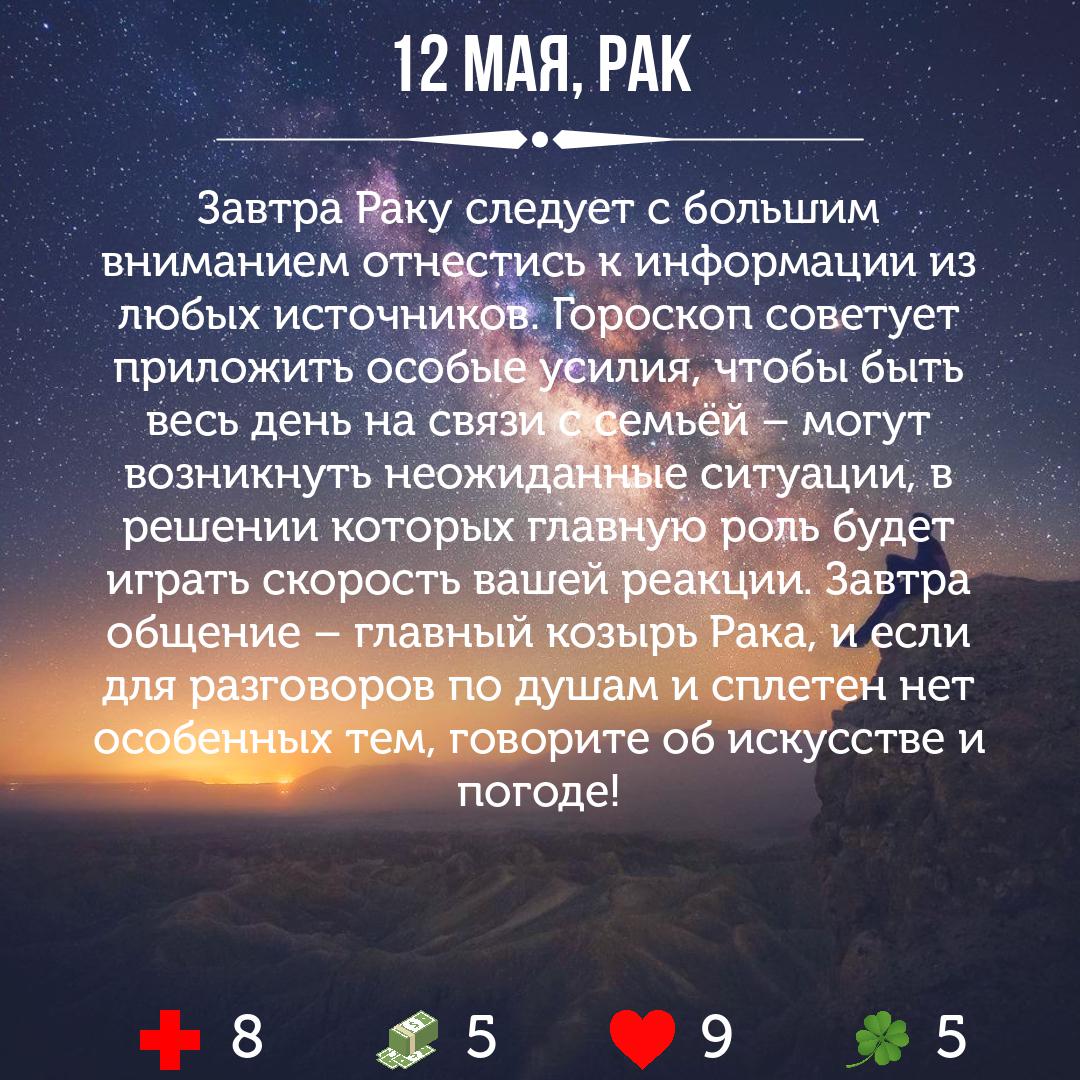 12 МАЯ, РАК
Завтра Раку следует с большим
вниманием отнестись к информации из
любых источников. Гороскоп советует
приложить особые усилия, чтобы быть
весь день на связи с семьёй – могут
возникнуть неожиданные ситуации, в
решении которых главную роль будет
играть скорость вашей реакции. Завтра
общение – главный козырь Рака, и если
для разговоров по душам и сплетен нет
особенных тем, говорите об искусстве и
погоде!
8 5 9 5